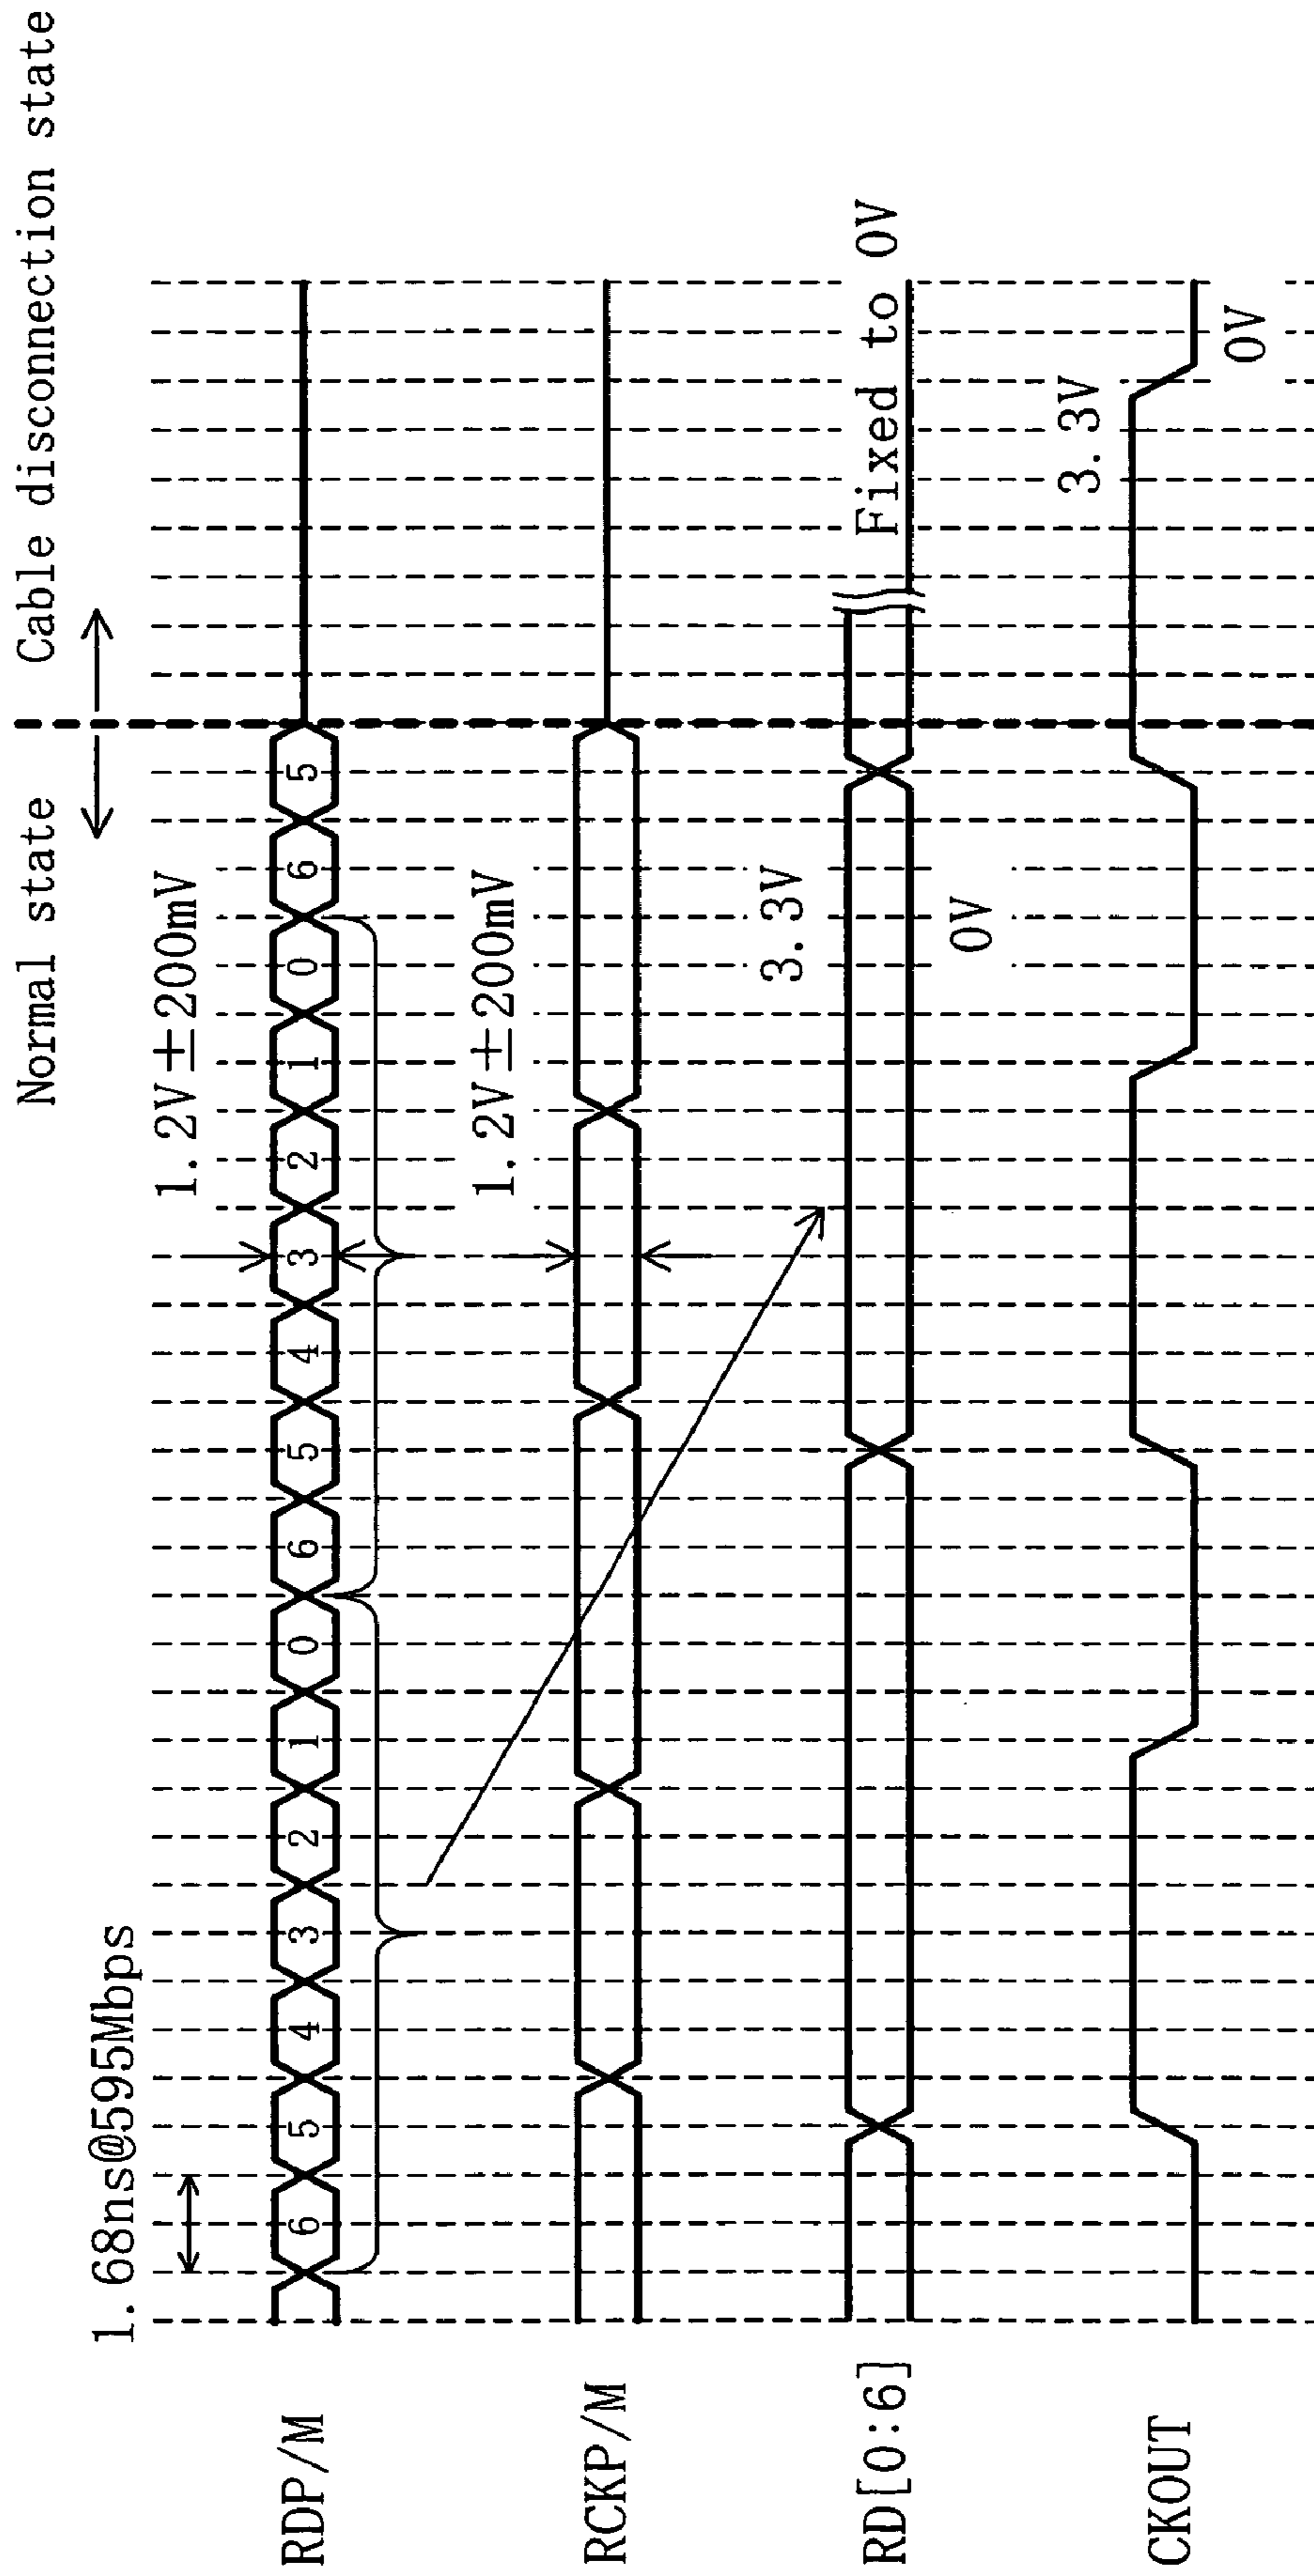 Normal state
Cable disconnection state
1.68ns@595Mbps
1.2V±200mV
RDP/M
6 5 4 3 2 1 0 6 5 4 3 2 1 0 6 5
1.2V±200mV
RCKP/M
3.3V
Fixed to 0V
RD[0:6]
0V
3.3V
CKOUT
0V